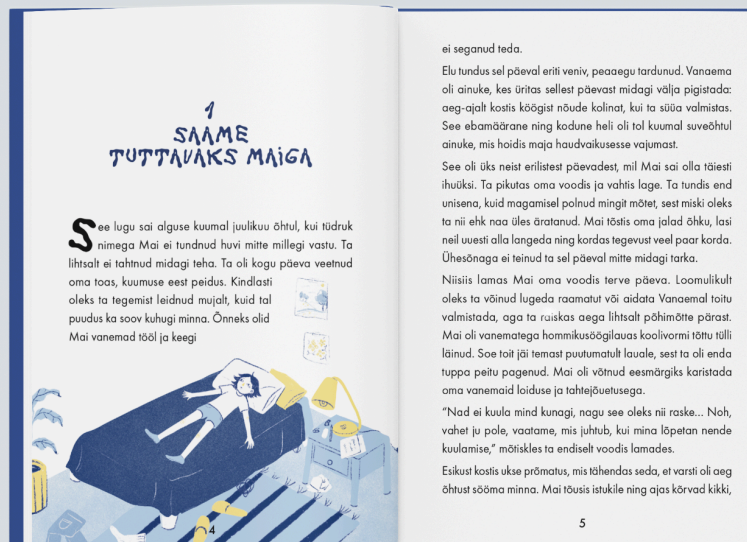 1
SAAME
TUTTAVAKS MAIGA
See lugu sai alguse kuumal juulikuu õhtul, kui tüdruk
nimega Mai ei tundnud huvi mitte millegi vastu. Ta
lihtsalt ei tahtnud midagi teha. Ta oli kogu päeva veetnud
oma toas, kuumuse eest peidus. Kindlasti
oleks ta tegemist leidnud mujalt, kuid tal
puudus ka soov kuhugi minna. Õnneks olid
Mai vanemad tööl ja keegi
4
ei seganud teda.
Elu tundus sel päeval eriti veniv, peaaegu tardunud. Vanaema
oli ainuke, kes üritas sellest päevast midagi välja pigistada:
aeg-ajalt kostis köögist nõude kolinat, kui ta süüa valmistas.
See ebamäärane ning kodune heli oli tol kuumal suveõhtul
ainuke, mis hoidis maja haudvaikusesse vajumast.
See oli üks neist erilistest päevadest, mil Mai sai olla täiesti
ihuüksi. Ta pikutas oma voodis ja vahtis lage. Ta tundis end
unisena, kuid magamisel polnud mingit mõtet, sest miski oleks
ta nii ehk naa üles äratanud. Mai tõstis oma jalad õhku, lasi
neil uuesti alla langeda ning kordas tegevust veel paar korda.
Ühesõnaga ei teinud ta sel päeval mitte midagi tarka.
Niisiis lamas Mai oma voodis terve päeva. Loomulikult
oleks ta võinud lugeda raamatut või aidata Vanaemal toitu
valmistada, aga ta raiskas aega lihtsalt põhimõtte pärast.
Mai oli vanematega hommikusöögilauas koolivormi tõttu tülli
läinud. Soe toit jäi temast puutumatult lauale, sest ta oli enda
tuppa peitu pagenud. Mai oli võtnud eesmärgiks karistada
oma vanemaid loiduse ja tahtejõuetusega.
“Nad ei kuula mind kunagi, nagu see oleks nii raske... Noh,
vahet ju pole, vaatame, mis juhtub, kui mina lõpetan nende
kuulamise,” mõtiskles ta endiselt voodis lamades.
Esikust kostis ukse prõmatus, mis tähendas seda, et varsti oli aeg
õhtust sööma minna. Mai tõusis istukile ning ajas kõrvad kikki,
5